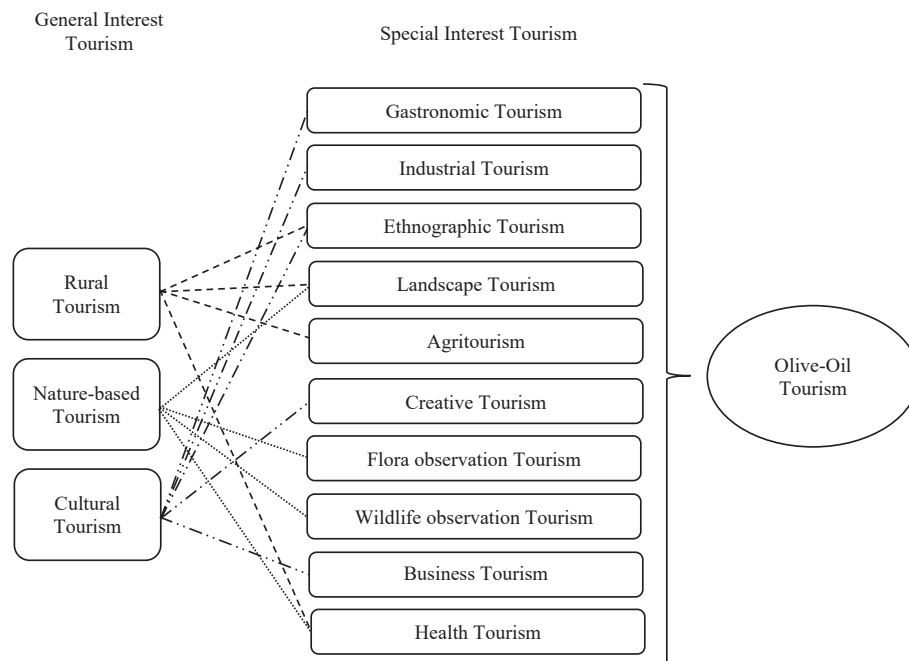 General Interest
Tourism
Special Interest Tourism
Gastronomic Tourism
Industrial Tourism
Ethnographic Tourism
Landscape Tourism
Agritourism
Creative Tourism
Flora observation Tourism
Wildlife observation Tourism
Business Tourism
Health Tourism
Rural
Tourism
Nature-based
Tourism
Cultural
Tourism
Olive-Oil
Tourism